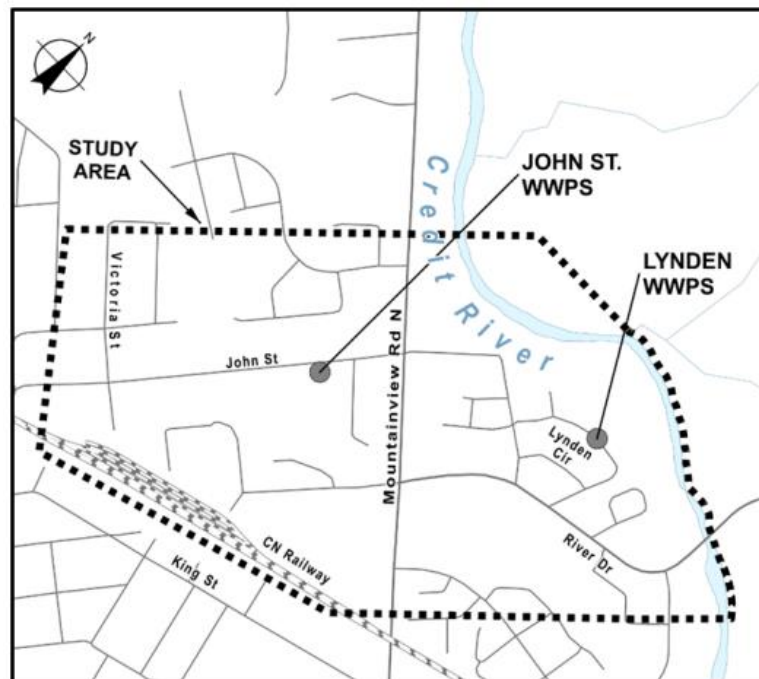 N
STUDY
AREA
JOHN ST.
WWPS
Credit River
LYNDEN
WWPS
Victoria St
John St
Mountainview Rd N
Lynden
Cir
CN Railway
King St
River Dr